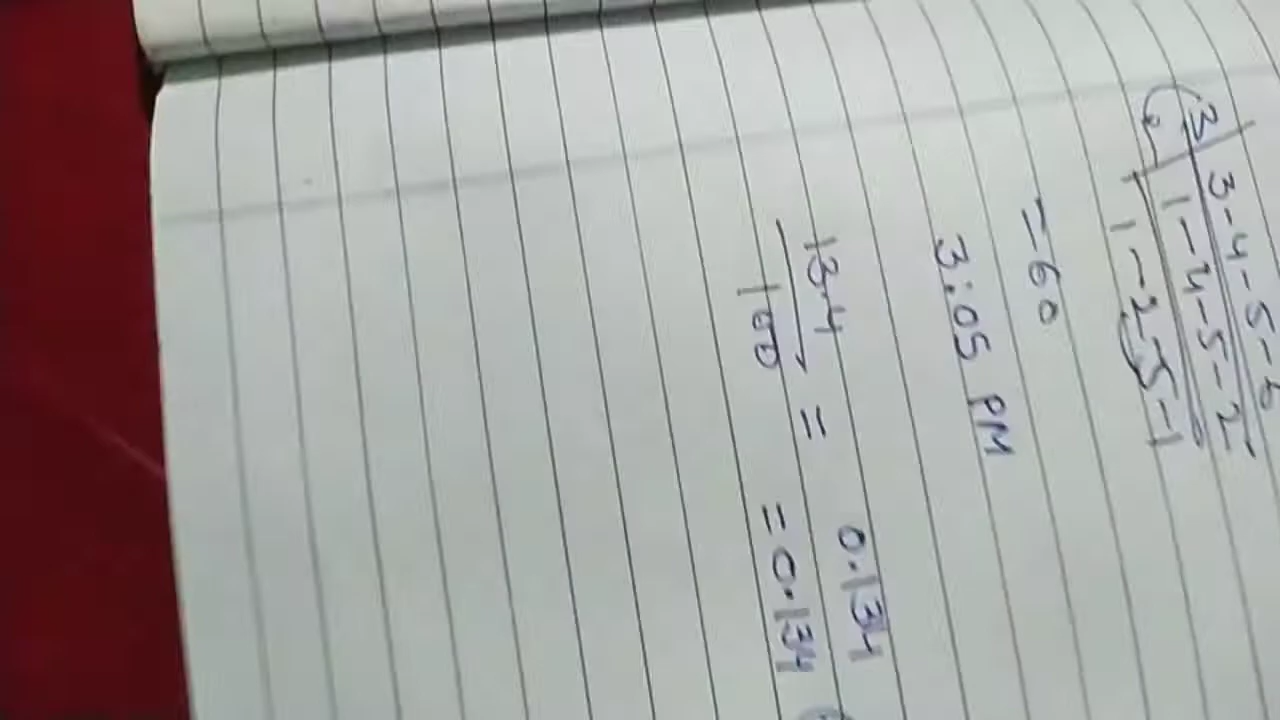 3 3-4-5-6
1-4-5-2
1-2-5-1
=60
3:05 PM
13.4 = 0.134
100 = 0.134